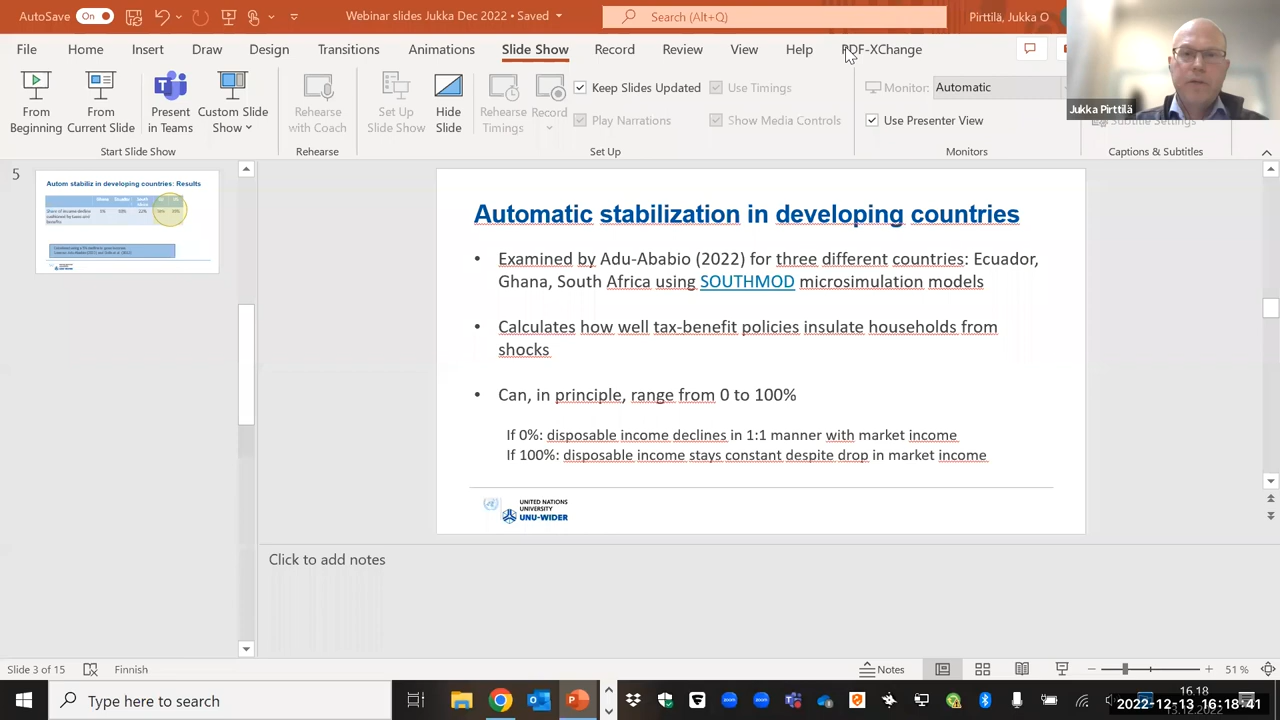 AutoSave On
Webinar slides Jukka Dec 2022 • Saved
Search (Alt+Q)
Pirttilä, Jukka O
File Home Insert Draw Design Transitions Animations Slide Show Record Review View Help PDF-XChange
From Beginning
From Current Slide
Present in Teams
Custom Slide Show
Start Slide Show
Rehearse with Coach
Rehearse
Set Up Slide Show
Hide Slide
Rehearse Timings
Record
Keep Slides Updated
Use Timings
Play Narrations
Show Media Controls
Set Up
Monitor: Automatic
Use Presenter View
Monitors
Subtitle Settings
Captions & Subtitles
Jukka Pirttilä
5
Autom stabiliz in developing countries: Results
Automatic stabilization in developing countries
• Examined by Adu-Ababio (2022) for three different countries: Ecuador,
Ghana, South Africa using SOUTHMOD microsimulation models
• Calculates how well tax-benefit policies insulate households from
shocks
• Can, in principle, range from 0 to 100%
If 0%: disposable income declines in 1:1 manner with market income
If 100%: disposable income stays constant despite drop in market income
UNITED NATIONS
UNIVERSITY
UNU-WIDER
Click to add notes
Slide 3 of 15
Finnish
Notes
51 %
Type here to search
zoom
zoom
16.18
2022-12-13 16:18:41